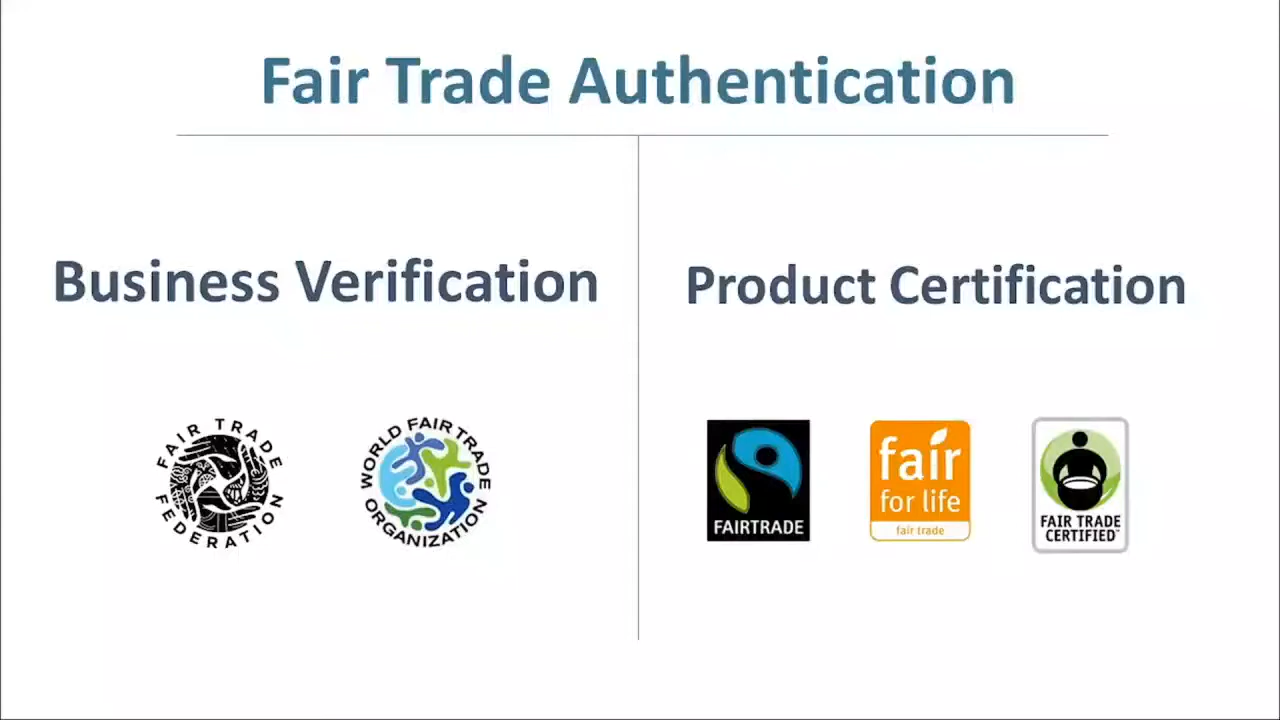 Fair Trade Authentication
Business Verification
FAIR TRADE
FEDERATION
WORLD FAIR TRADE
ORGANIZATION
Product Certification
FAIRTRADE
fair
for life
fair trade
FAIR TRADE
CERTIFIED™